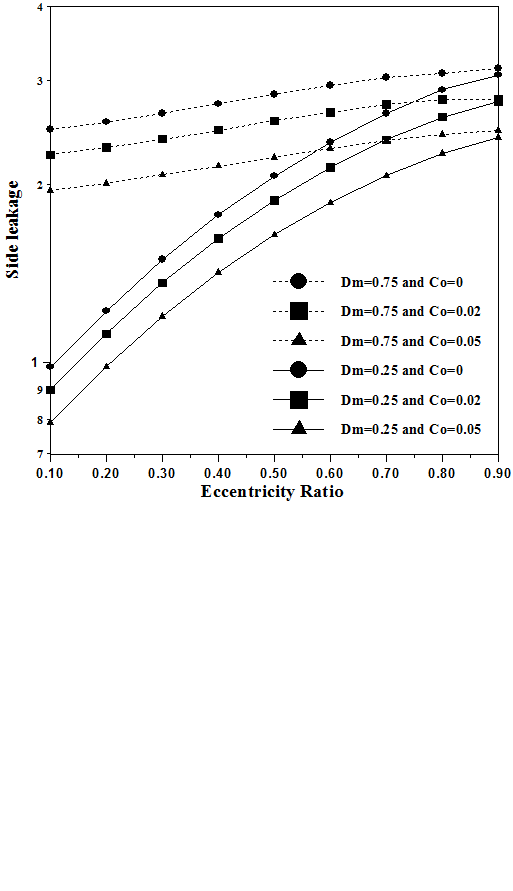 4
3
2
1
9
8
7
Side leakage
Dm=0.75 and Co=0
Dm=0.75 and Co=0.02
Dm=0.75 and Co=0.05
Dm=0.25 and Co=0
Dm=0.25 and Co=0.02
Dm=0.25 and Co=0.05
0.10 0.20 0.30 0.40 0.50 0.60 0.70 0.80 0.90
Eccentricity Ratio